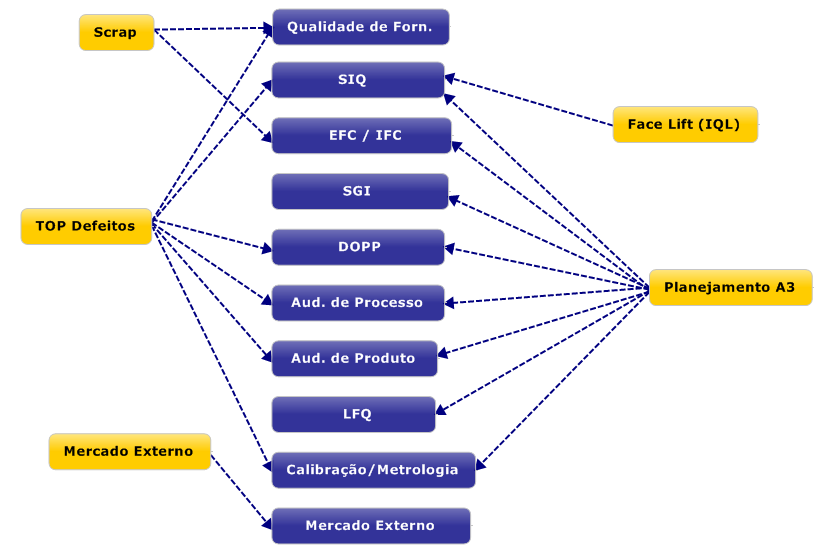 Scrap
Qualidade de Forn.
SIQ
Face Lift (IQL)
EFC / IFC
SGI
TOP Defeitos
DOPP
Planejamento A3
Aud. de Processo
Aud. de Produto
LFQ
Mercado Externo
Calibração/Metrologia
Mercado Externo